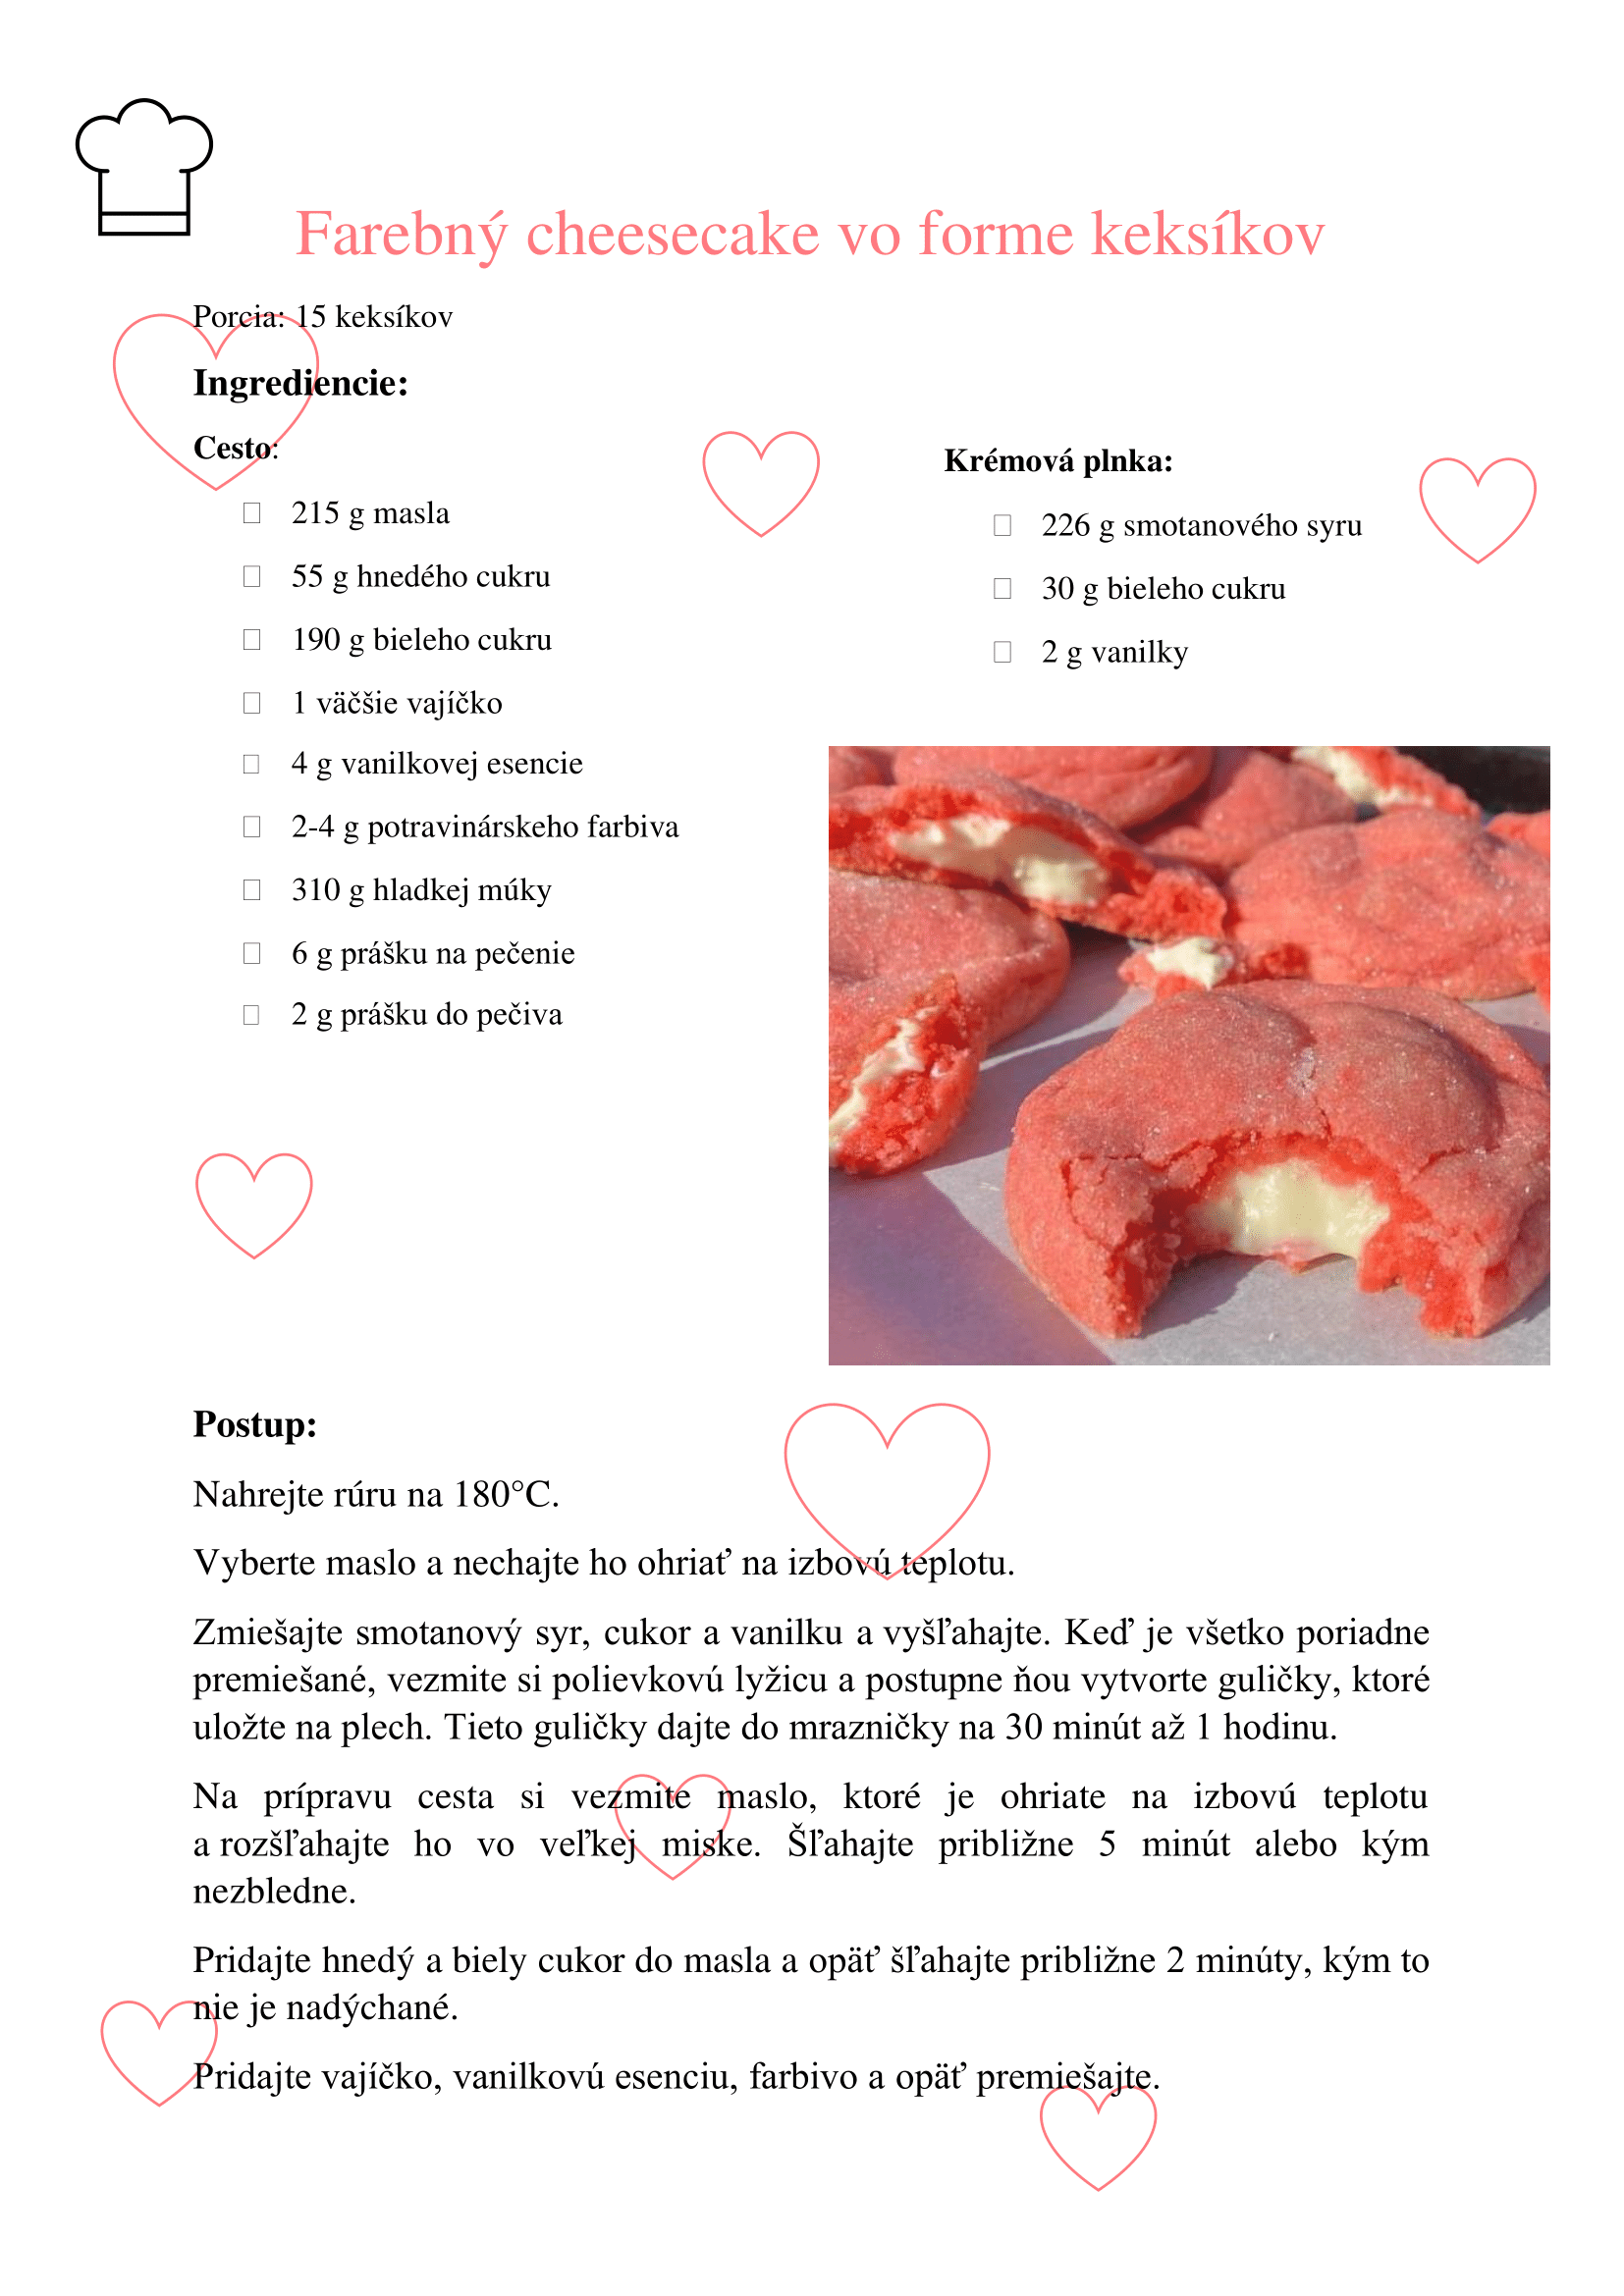 Farebný cheesecake vo forme keksíkov
Porcia: 15 keksíkov
Ingrediencie:
Cesto:
215 g masla
55 g hnedého cukru
190 g bieleho cukru
1 väčšie vajíčko
4 g vanilkovej esencie
2-4 g potravinárskeho farbiva
310 g hladkej múky
6 g prášku na pečenie
2 g prášku do pečiva
Krémová plnka:
226 g smotanového syru
30 g bieleho cukru
2 g vanilky
Postup:
Nahrejte rúru na 180°C.
Vyberte maslo a nechajte ho ohriať na izbovú teplotu.
Zmiešajte smotanový syr, cukor a vanilku a vyšľahajte. Keď je všetko poriadne
premiešané, vezmite si polievkovú lyžicu a postupne ňou vytvorte guličky, ktoré
uložte na plech. Tieto guličky dajte do mrazničky na 30 minút až 1 hodinu.
Na prípravu cesta si vezmite maslo, ktoré je ohriate na izbovú teplotu
a rozšľahajte ho vo veľkej miske. Šľahajte približne 5 minút alebo kým
nezbledne.
Pridajte hnedý a biely cukor do masla a opäť šľahajte približne 2 minúty, kým to
nie je nadýchané.
Pridajte vajíčko, vanilkovú esenciu, farbivo a opäť premiešajte.